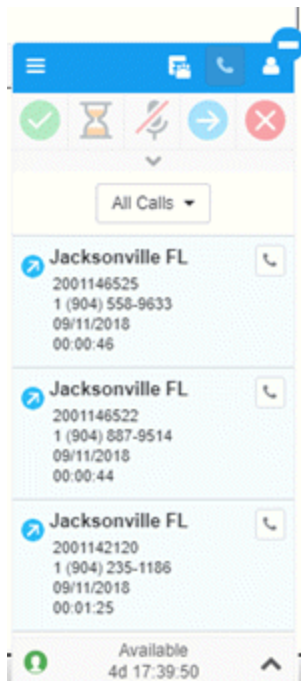 All Calls
Jacksonville FL
2001146525
1 (904) 558-9633
09/11/2018
00:00:46
Jacksonville FL
2001146522
1 (904) 887-9514
09/11/2018
00:00:44
Jacksonville FL
2001142120
1 (904) 235-1186
09/11/2018
00:01:25
Available
4d 17:39:50